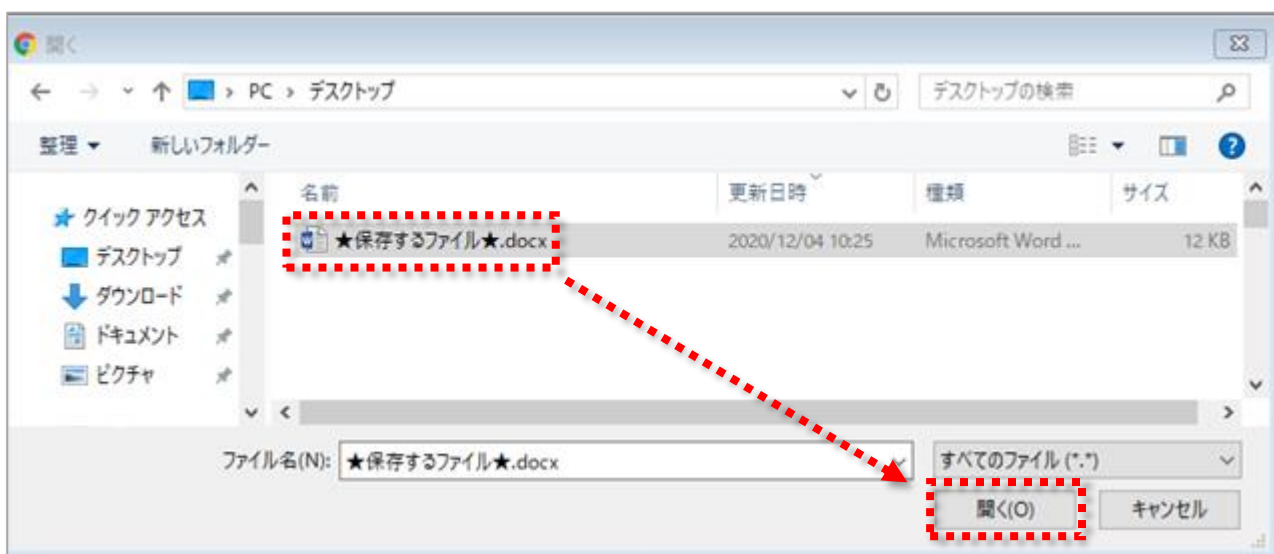 開く
PC › デスクトップ
デスクトップの検索
整理 新しいフォルダー
名前 更新日時 種類 サイズ
クイック アクセス
★保存するファイル★.docx 2020/12/04 10:25 Microsoft Word ... 12 KB
デスクトップ
ダウンロード
ドキュメント
ピクチャ
ファイル名(N): ★保存するファイル★.docx すべてのファイル (*.*)
開く(O) キャンセル